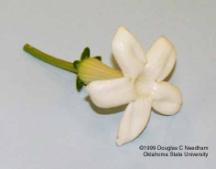 ©1999 Douglas C Needham
Oklahoma State University